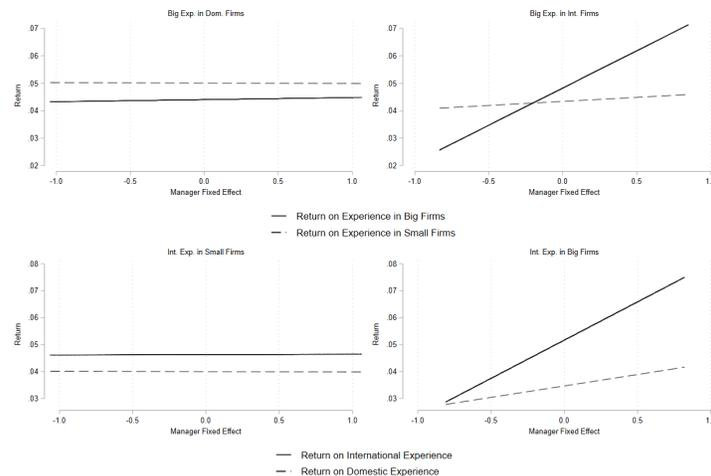 Big Exp. in Dom. Firms
.07
.06
.05
.04
.03
.02
Return
-1.0 -0.5 0.0 0.5 1.0
Manager Fixed Effect
Big Exp. in Int. Firms
.07
.06
.05
.04
.03
.02
Return
-1.0 -0.5 0.0 0.5 1.
Manager Fixed Effect
Return on Experience in Big Firms
Return on Experience in Small Firms
Int. Exp. in Small Firms
.08
.07
.06
.05
.04
.03
Return
-1.0 -0.5 0.0 0.5 1.0
Manager Fixed Effect
Int. Exp. in Big Firms
.08
.07
.06
.05
.04
.03
Return
-1.0 -0.5 0.0 0.5 1.
Manager Fixed Effect
Return on International Experience
Return on Domestic Experience